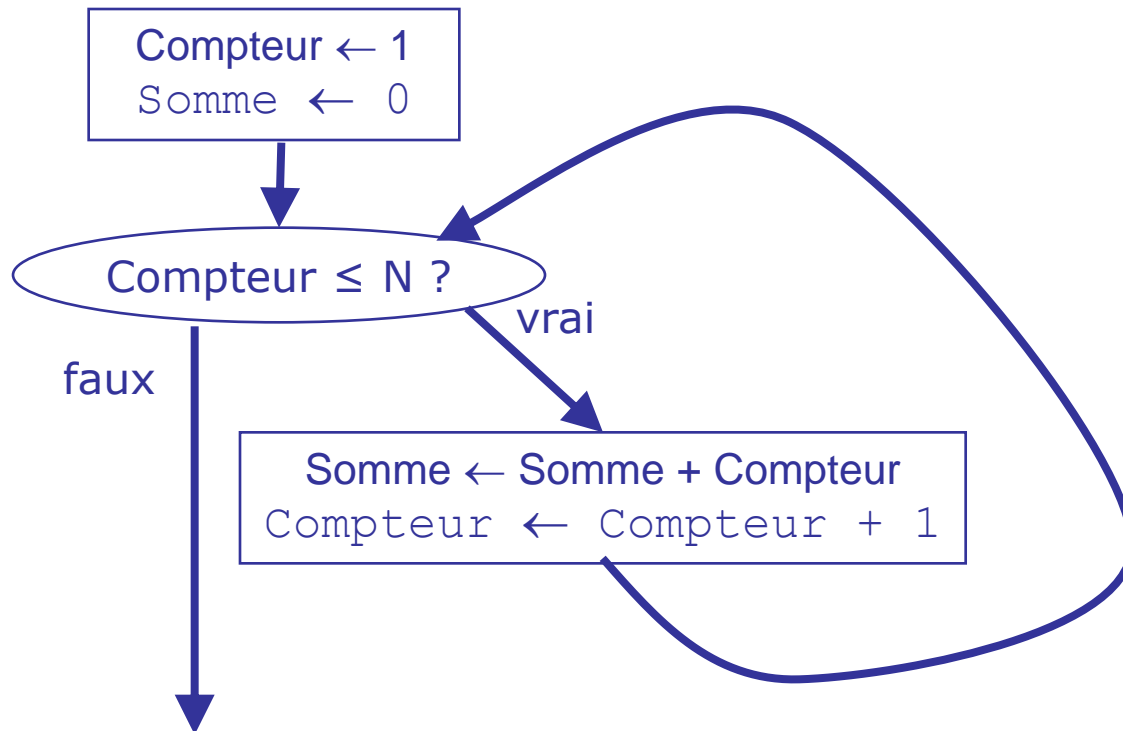 Compteur ← 1
Somme ← 0
Compteur ≤ N ?
vrai
faux
Somme ← Somme + Compteur
Compteur ← Compteur + 1